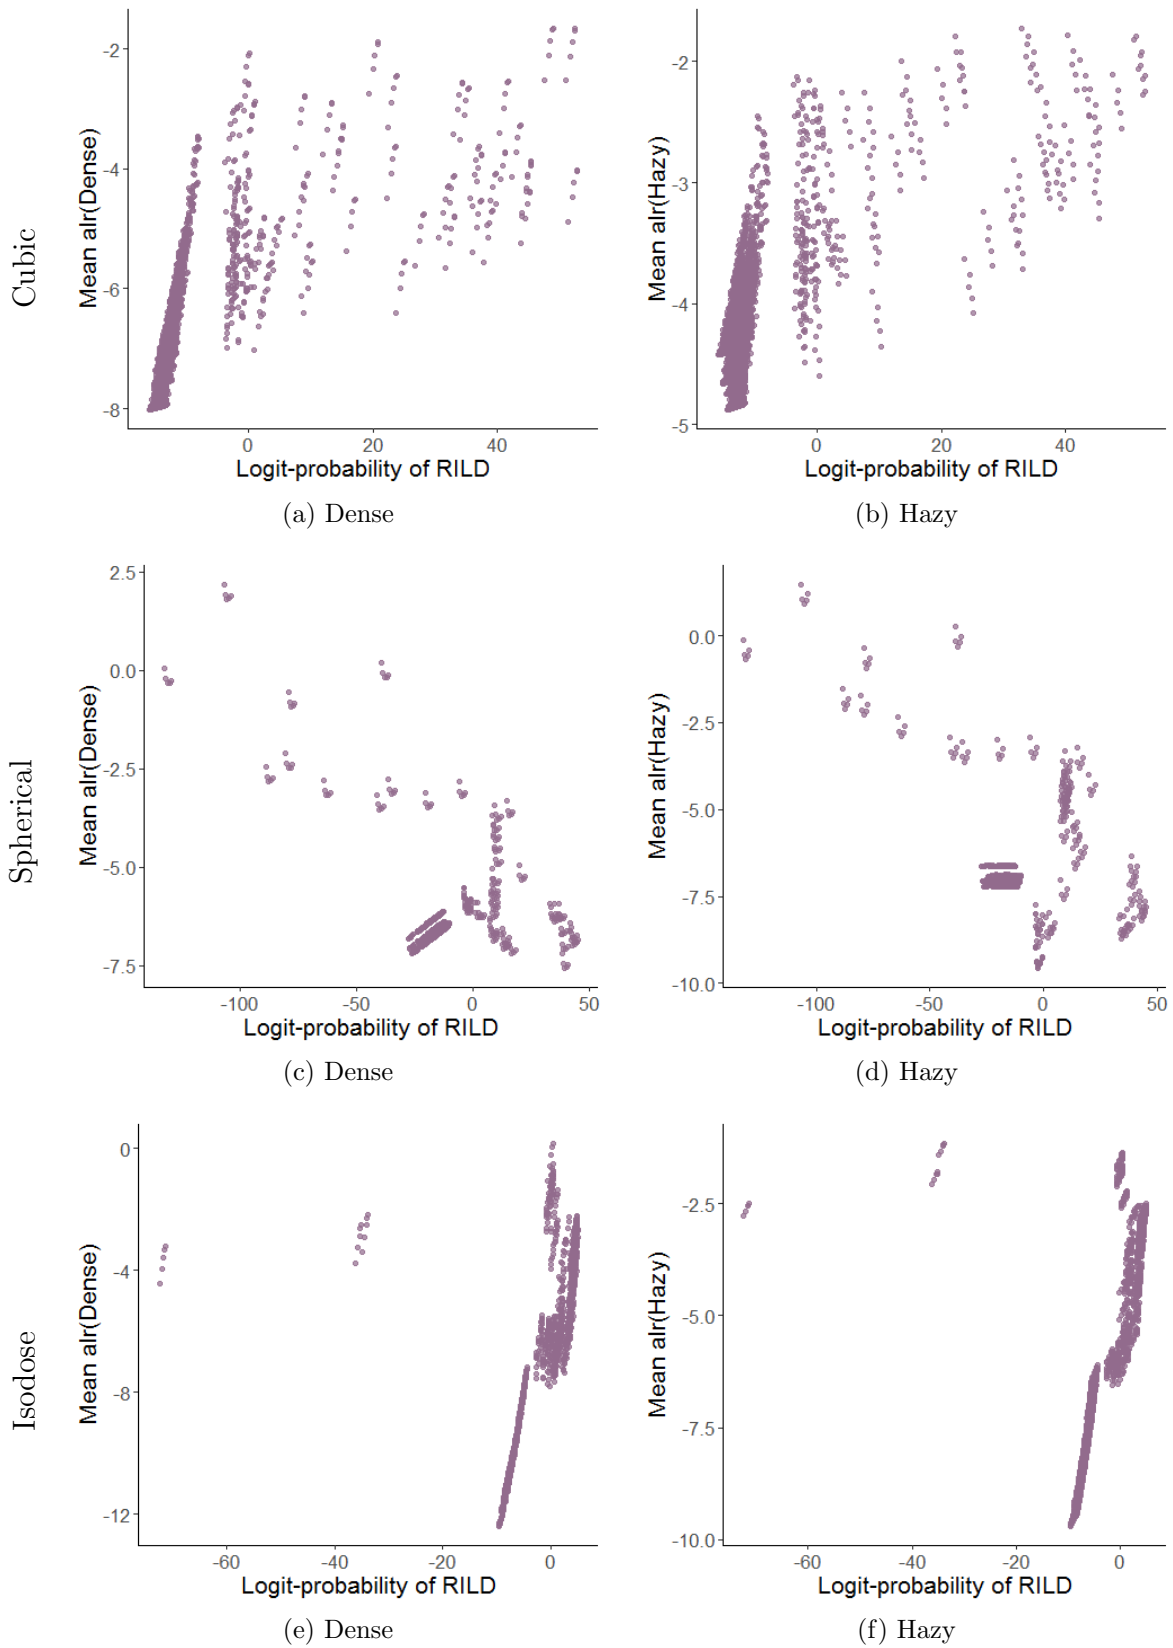 Cubic
Mean alr(Dense)
-2
-4
-6
-8
0
20
40
Logit-probability of RILD
(a) Dense
Mean alr(Hazy)
-2
-3
-4
-5
0
20
40
Logit-probability of RILD
(b) Hazy
Spherical
Mean alr(Dense)
2.5
0.0
-2.5
-5.0
-7.5
-100
-50
0
50
Logit-probability of RILD
(c) Dense
Mean alr(Hazy)
0.0
-2.5
-5.0
-7.5
-10.0
-100
-50
0
50
Logit-probability of RILD
(d) Hazy
Isodose
Mean alr(Dense)
0
-4
-8
-12
-60
-40
-20
0
Logit-probability of RILD
(e) Dense
Mean alr(Hazy)
-2.5
-5.0
-7.5
-10.0
-60
-40
-20
0
Logit-probability of RILD
(f) Hazy